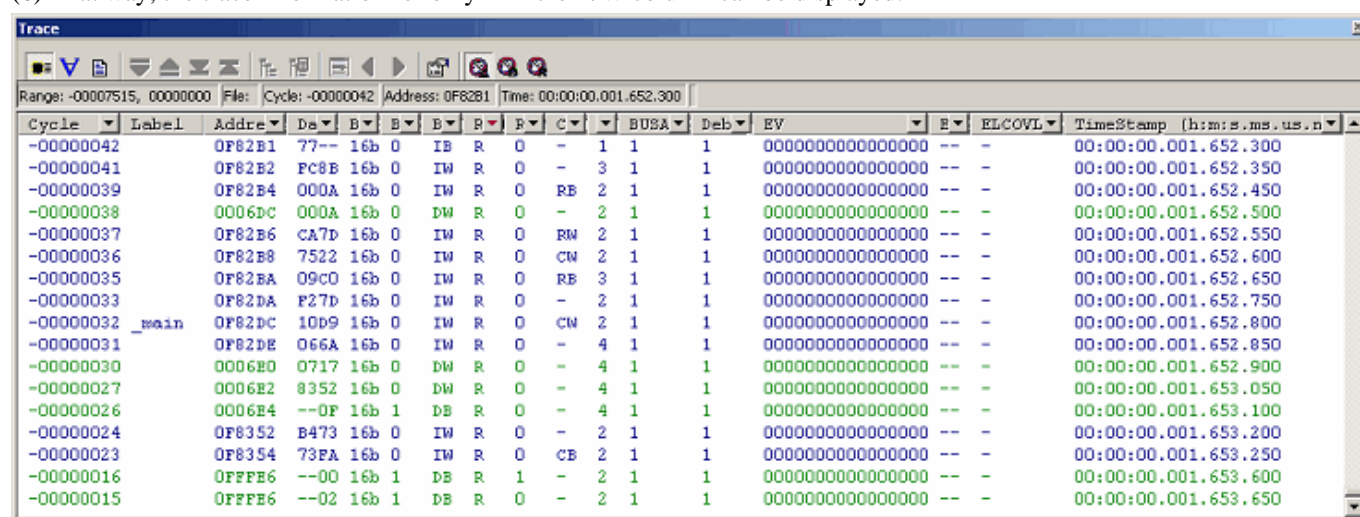 Trace
Range: -00007515, 00000000 File: Cycle: -00000042 Address: 0F82B1 Time: 00:00:00.001.652.300
Cycle Label Addre Da B B B R R C BUSA Deb EV E ELCOVL TimeStamp (h:m:s.ms.us.n
-00000042 0F82B1 77-- 16b 0 IB R 0 - 1 1 1 0000000000000000 -- - 00:00:00.001.652.300
-00000041 0F82B2 FC8B 16b 0 IW R 0 - 3 1 1 0000000000000000 -- - 00:00:00.001.652.350
-00000039 0F82B4 000A 16b 0 IW R 0 RB 2 1 1 0000000000000000 -- - 00:00:00.001.652.450
-00000038 0006DC 000A 16b 0 DW R 0 - 2 1 1 0000000000000000 -- - 00:00:00.001.652.500
-00000037 0F82B6 CA7D 16b 0 IW R 0 RW 2 1 1 0000000000000000 -- - 00:00:00.001.652.550
-00000036 0F82B8 7522 16b 0 IW R 0 CW 2 1 1 0000000000000000 -- - 00:00:00.001.652.600
-00000035 0F82BA 09C0 16b 0 IW R 0 RB 3 1 1 0000000000000000 -- - 00:00:00.001.652.650
-00000033 0F82DA F27D 16b 0 IW R 0 - 2 1 1 0000000000000000 -- - 00:00:00.001.652.750
-00000032 _main 0F82DC 10D9 16b 0 IW R 0 CW 2 1 1 0000000000000000 -- - 00:00:00.001.652.800
-00000031 0F82DE 066A 16b 0 IW R 0 - 4 1 1 0000000000000000 -- - 00:00:00.001.652.850
-00000030 0006E0 0717 16b 0 DW R 0 - 4 1 1 0000000000000000 -- - 00:00:00.001.652.900
-00000027 0006E2 8352 16b 0 DW R 0 - 4 1 1 0000000000000000 -- - 00:00:00.001.653.050
-00000026 0006E4 --0F 16b 1 DB R 0 - 4 1 1 0000000000000000 -- - 00:00:00.001.653.100
-00000024 0F8352 B473 16b 0 IW R 0 - 2 1 1 0000000000000000 -- - 00:00:00.001.653.200
-00000023 0F8354 73FA 16b 0 IW R 0 CB 2 1 1 0000000000000000 -- - 00:00:00.001.653.250
-00000016 0FFFE6 --00 16b 1 DB R 1 - 2 1 1 0000000000000000 -- - 00:00:00.001.653.600
-00000015 0FFFE6 --02 16b 1 DB R 0 - 2 1 1 0000000000000000 -- - 00:00:00.001.653.650